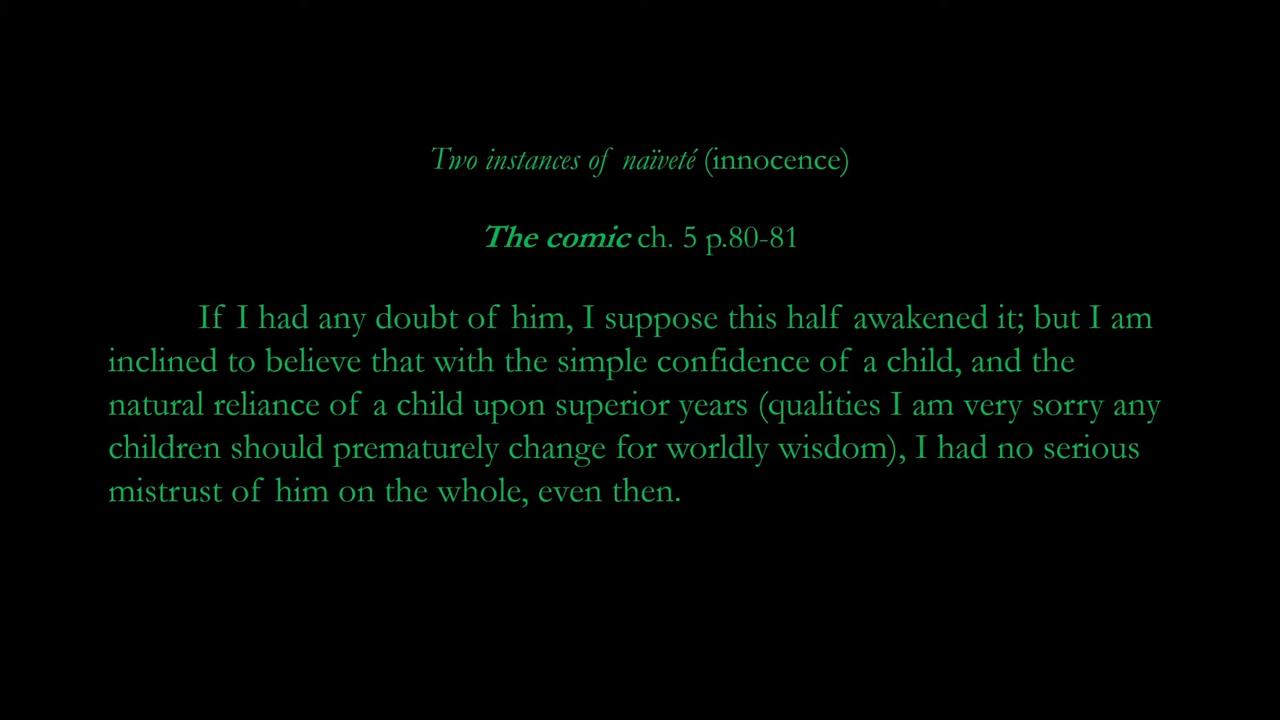 Two instances of naïveté (innocence)
The comic ch. 5 p.80-81
If I had any doubt of him, I suppose this half awakened it; but I am
inclined to believe that with the simple confidence of a child, and the
natural reliance of a child upon superior years (qualities I am very sorry any
children should prematurely change for worldly wisdom), I had no serious
mistrust of him on the whole, even then.